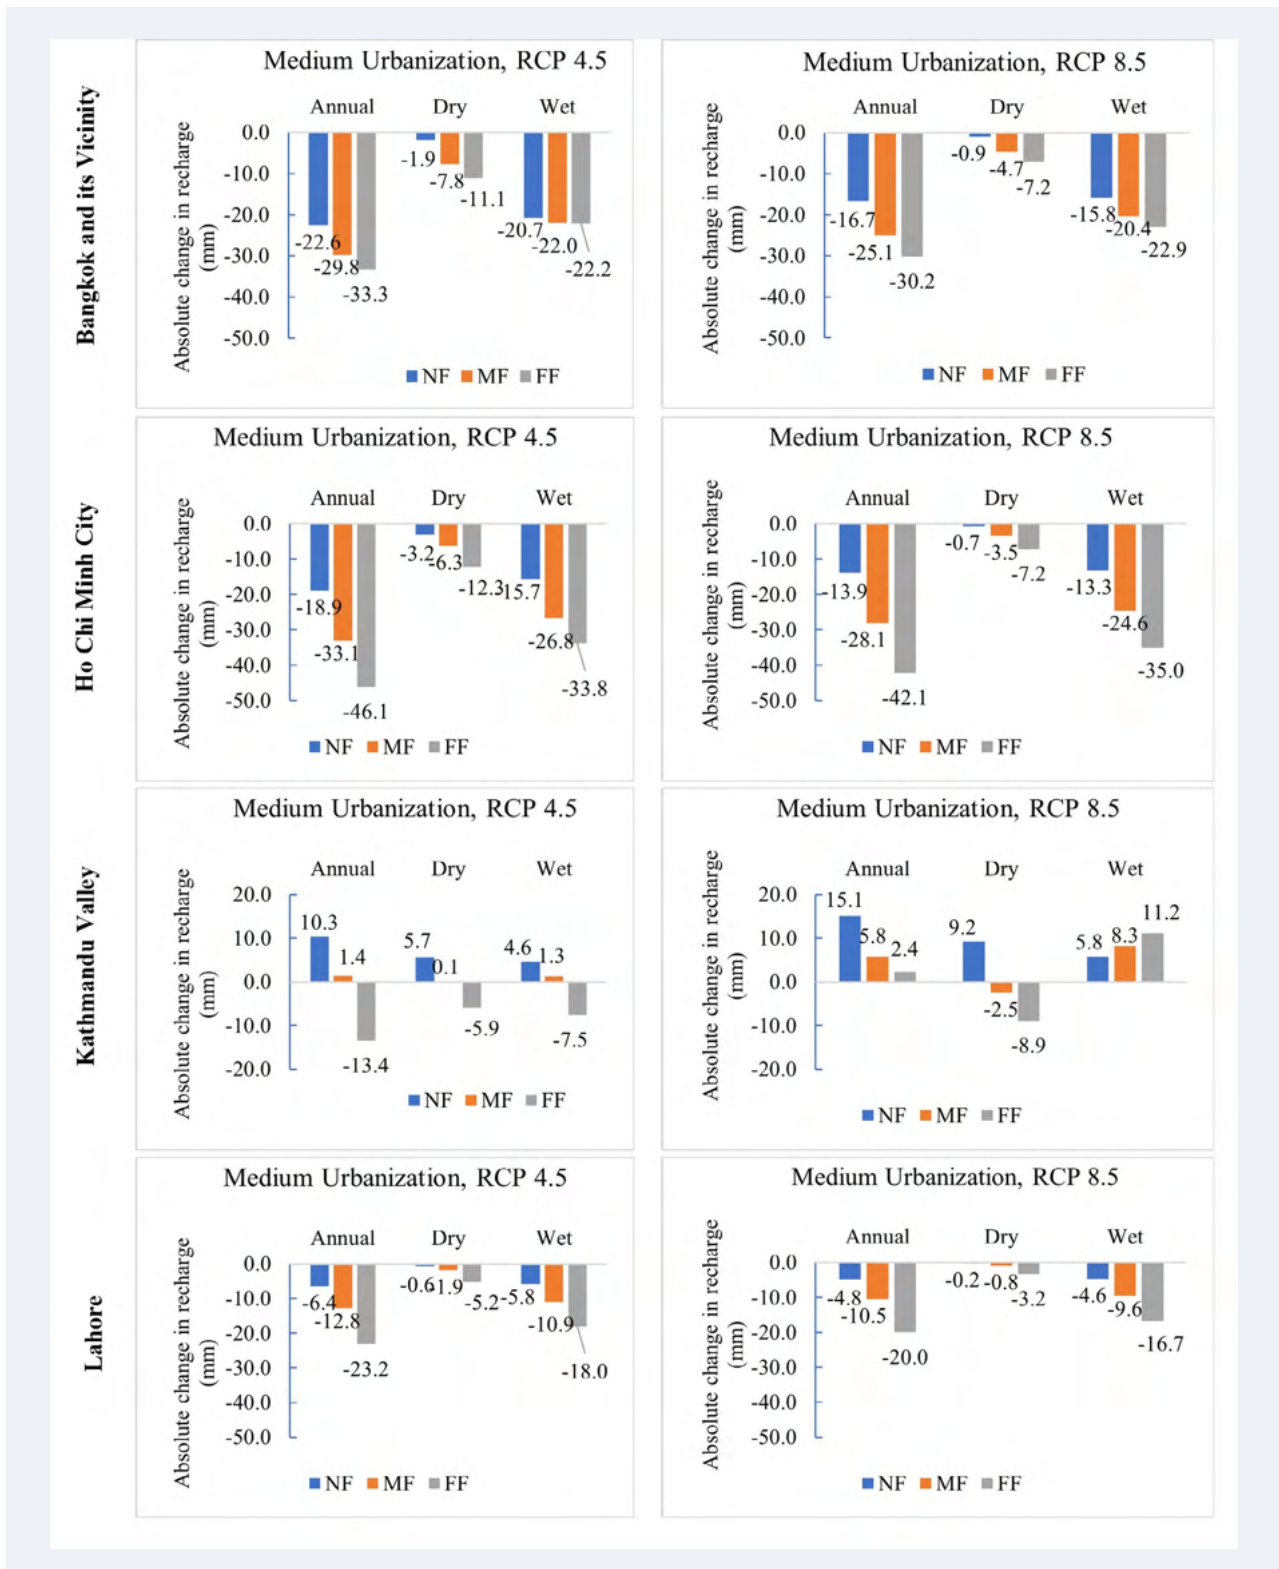 Bangkok and its Vicinity
Medium Urbanization, RCP 4.5
Absolute change in recharge
(mm)
Annual Dry Wet
0.0
-10.0
-20.0
-30.0
-40.0
-50.0
-22.6 -29.8 -33.3
-1.9 -7.8 -11.1
-20.7 -22.0 -22.2
NF MF FF
Medium Urbanization, RCP 8.5
Absolute change in recharge
(mm)
Annual Dry Wet
0.0
-10.0
-20.0
-30.0
-40.0
-50.0
-16.7 -25.1 -30.2
-0.9 -4.7 -7.2
-15.8 -20.4 -22.9
NF MF FF
Ho Chi Minh City
Medium Urbanization, RCP 4.5
Absolute change in recharge
(mm)
Annual Dry Wet
0.0
-10.0
-20.0
-30.0
-40.0
-50.0
-18.9 -33.1 -46.1
-3.2 -6.3 -12.3
15.7 -26.8 -33.8
NF MF FF
Medium Urbanization, RCP 8.5
Absolute change in recharge
(mm)
Annual Dry Wet
0.0
-10.0
-20.0
-30.0
-40.0
-50.0
-13.9 -28.1 -42.1
-0.7 -3.5 -7.2
-13.3 -24.6 -35.0
NF MF FF
Kathmandu Valley
Medium Urbanization, RCP 4.5
Absolute change in recharge
(mm)
Annual Dry Wet
20.0
10.0
0.0
-10.0
-20.0
10.3 1.4 -13.4
5.7 0.1 -5.9
4.6 1.3 -7.5
NF MF FF
Medium Urbanization, RCP 8.5
Absolute change in recharge
(mm)
Annual Dry Wet
20.0
10.0
0.0
-10.0
-20.0
15.1 5.8 2.4
9.2 -2.5 -8.9
5.8 8.3 11.2
NF MF FF
Lahore
Medium Urbanization, RCP 4.5
Absolute change in recharge
(mm)
Annual Dry Wet
0.0
-10.0
-20.0
-30.0
-40.0
-50.0
-6.4 -12.8 -23.2
-0.6 -1.9 -5.2
-5.8 -10.9 -18.0
NF MF FF
Medium Urbanization, RCP 8.5
Absolute change in recharge
(mm)
Annual Dry Wet
0.0
-10.0
-20.0
-30.0
-40.0
-50.0
-4.8 -10.5 -20.0
-0.2 -0.8 -3.2
-4.6 -9.6 -16.7
NF MF FF